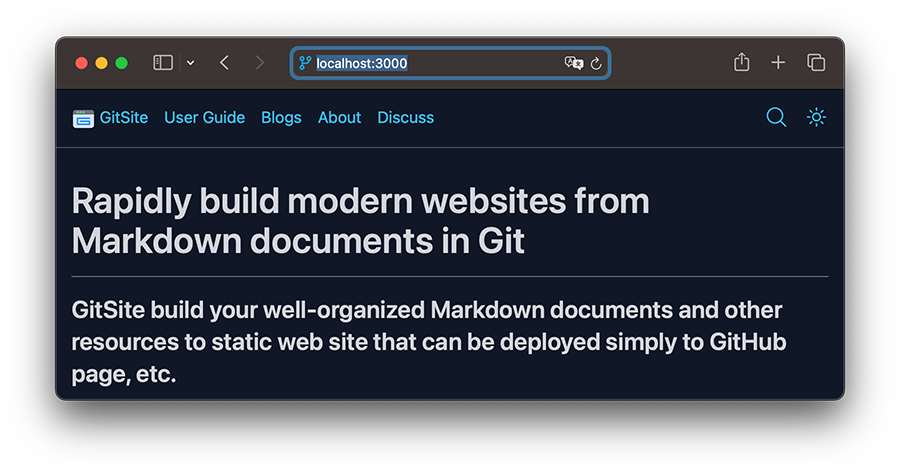 localhost:3000
GitSite User Guide Blogs About Discuss
Rapidly build modern websites from
Markdown documents in Git
GitSite build your well-organized Markdown documents and other
resources to static web site that can be deployed simply to GitHub
page, etc.